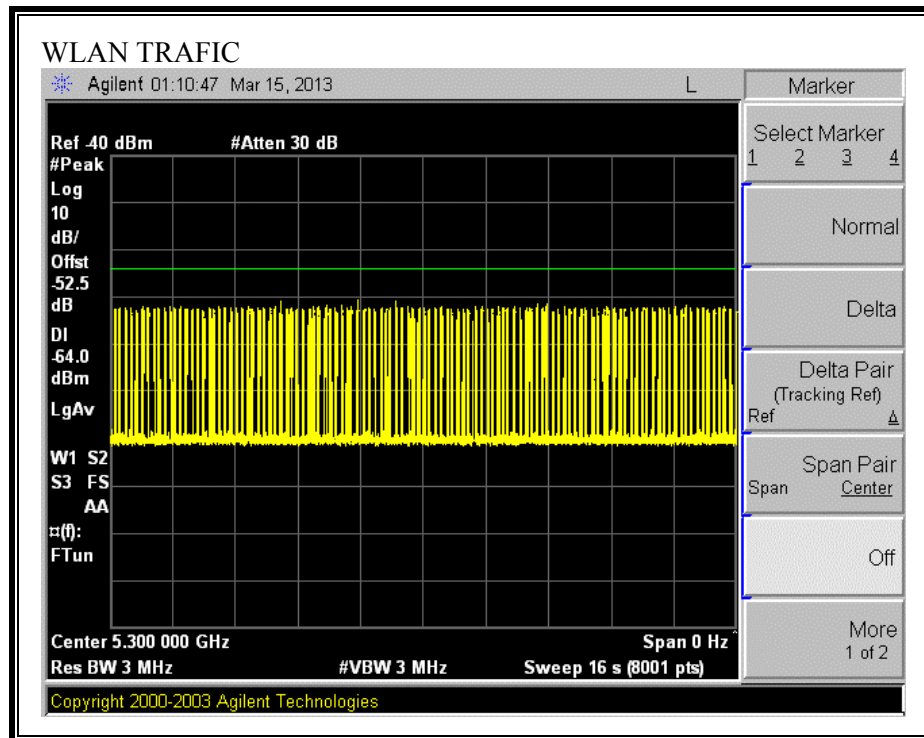 WLAN TRAFIC
Agilent 01:10:47 Mar 15, 2013 L
Ref -40 dBm #Atten 30 dB
#Peak
Log
10
dB/
Offst
-52.5
dB
DI
-64.0
dBm
LgAv
W1 S2
S3 FS
AA
¤(f):
FTun
Center 5.300 000 GHz Span 0 Hz^
Res BW 3 MHz #VBW 3 MHz Sweep 16 s (8001 pts)
Copyright 2000-2003 Agilent Technologies
Marker
Select Marker
1 2 3 4
Normal
Delta
Delta Pair
(Tracking Ref)
Ref Δ
Span Pair
Span Center
Off
More
1 of 2